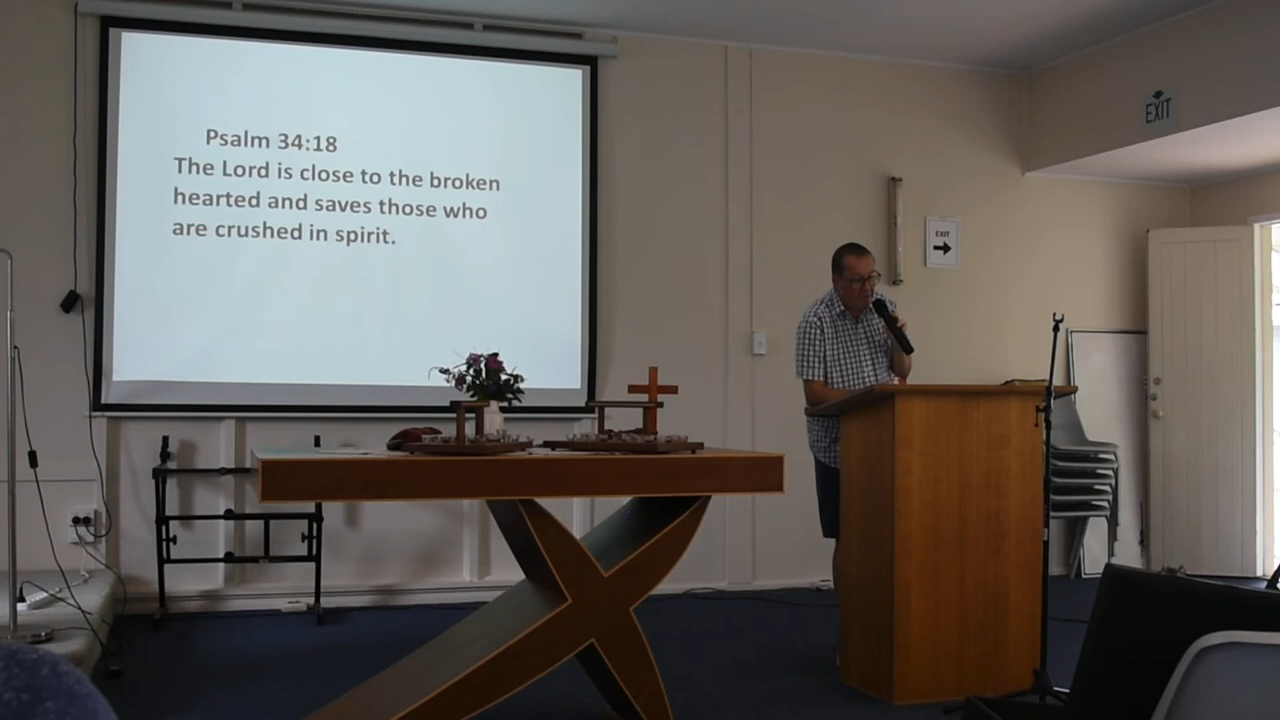 Psalm 34:18
The Lord is close to the broken
hearted and saves those who
are crushed in spirit.
EXIT
EXIT